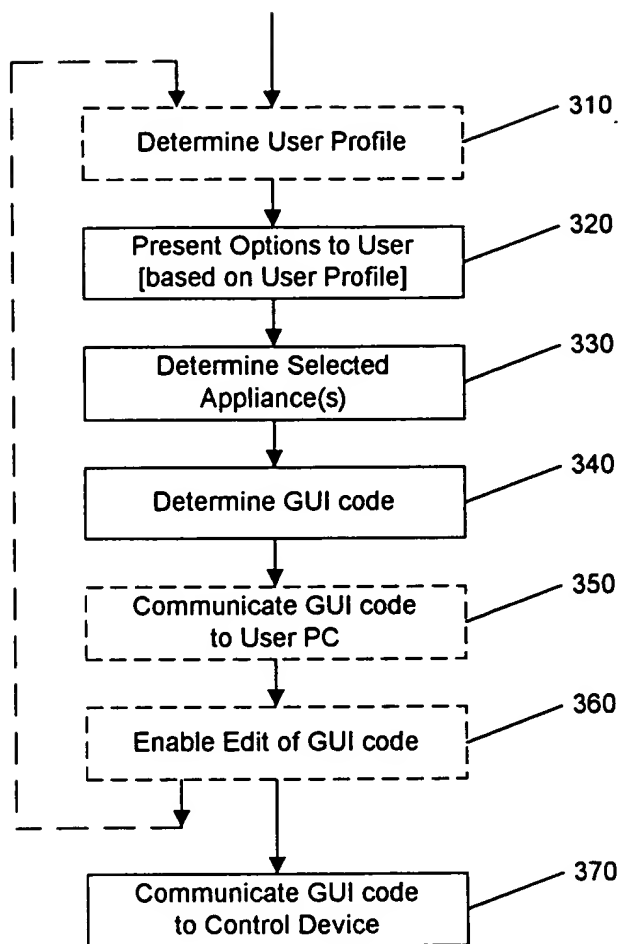 310
Determine User Profile
320
Present Options to User
[based on User Profile]
330
Determine Selected
Appliance(s)
340
Determine GUI code
350
Communicate GUI code
to User PC
360
Enable Edit of GUI code
370
Communicate GUI code
to Control Device